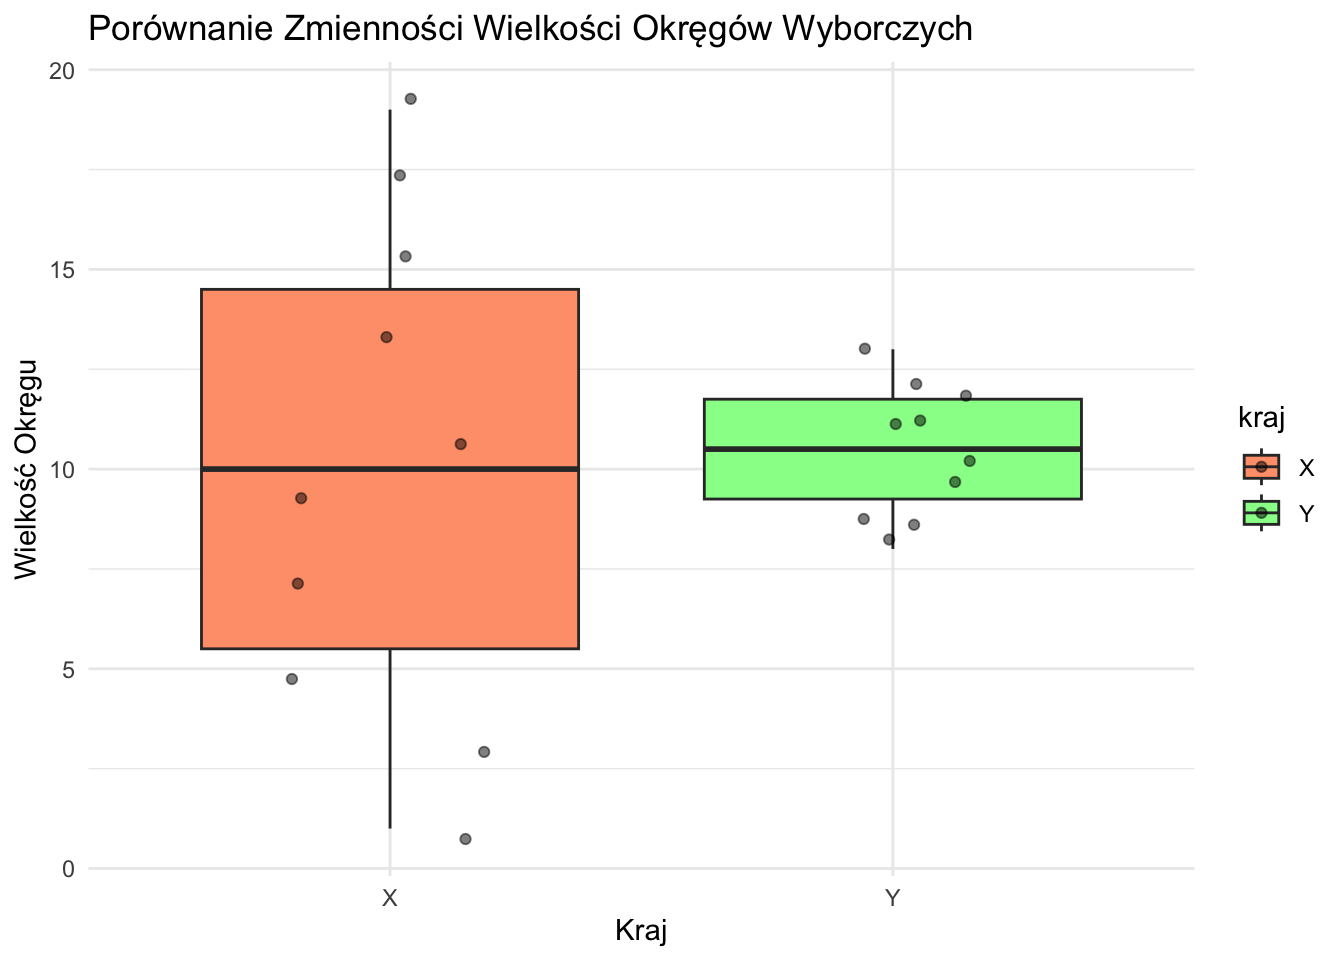 Porównanie Zmienności Wielkości Okręgów Wyborczych
Wielkość Okręgu
20
15
10
5
0
X
Y
Kraj
kraj
X
Y